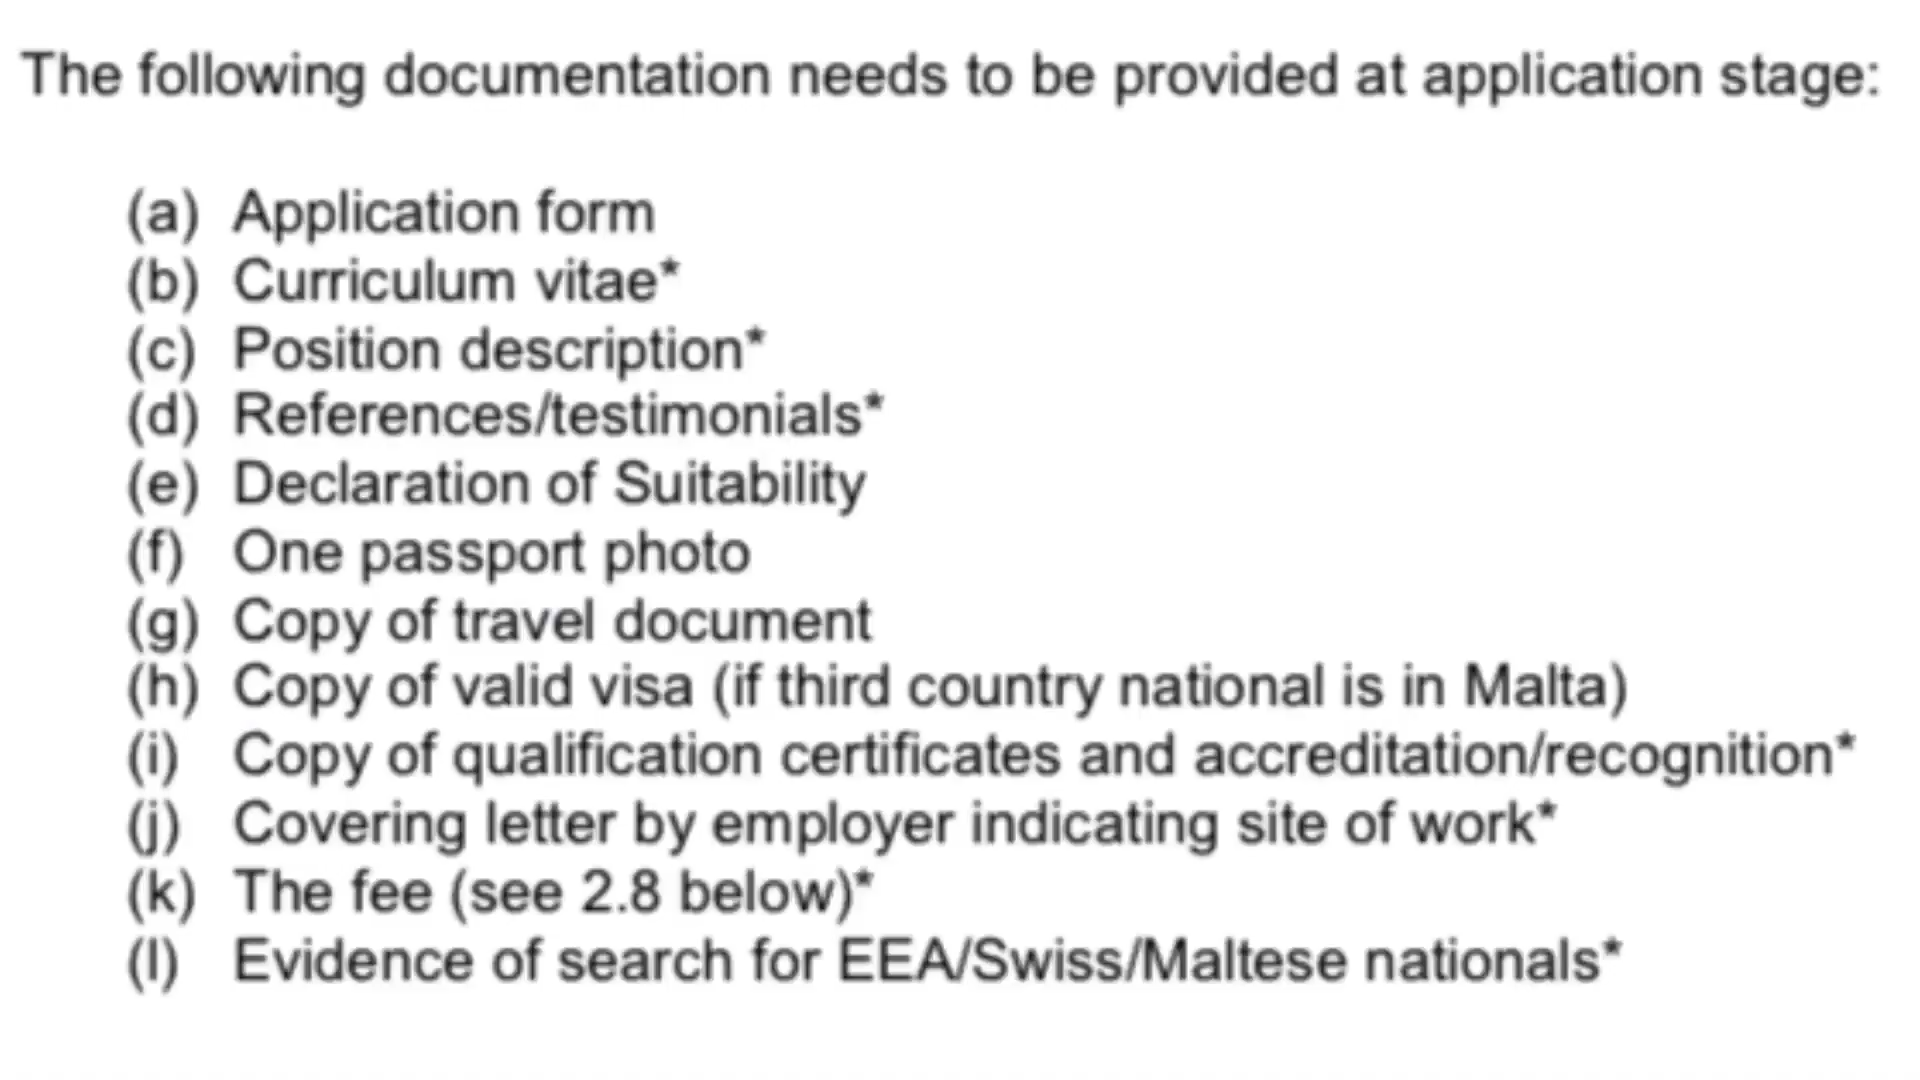 The following documentation needs to be provided at application stage:
(a) Application form
(b) Curriculum vitae*
(c) Position description*
(d) References/testimonials*
(e) Declaration of Suitability
(f) One passport photo
(g) Copy of travel document
(h) Copy of valid visa (if third country national is in Malta)
(i) Copy of qualification certificates and accreditation/recognition*
(j) Covering letter by employer indicating site of work*
(k) The fee (see 2.8 below)*
(l) Evidence of search for EEA/Swiss/Maltese nationals*